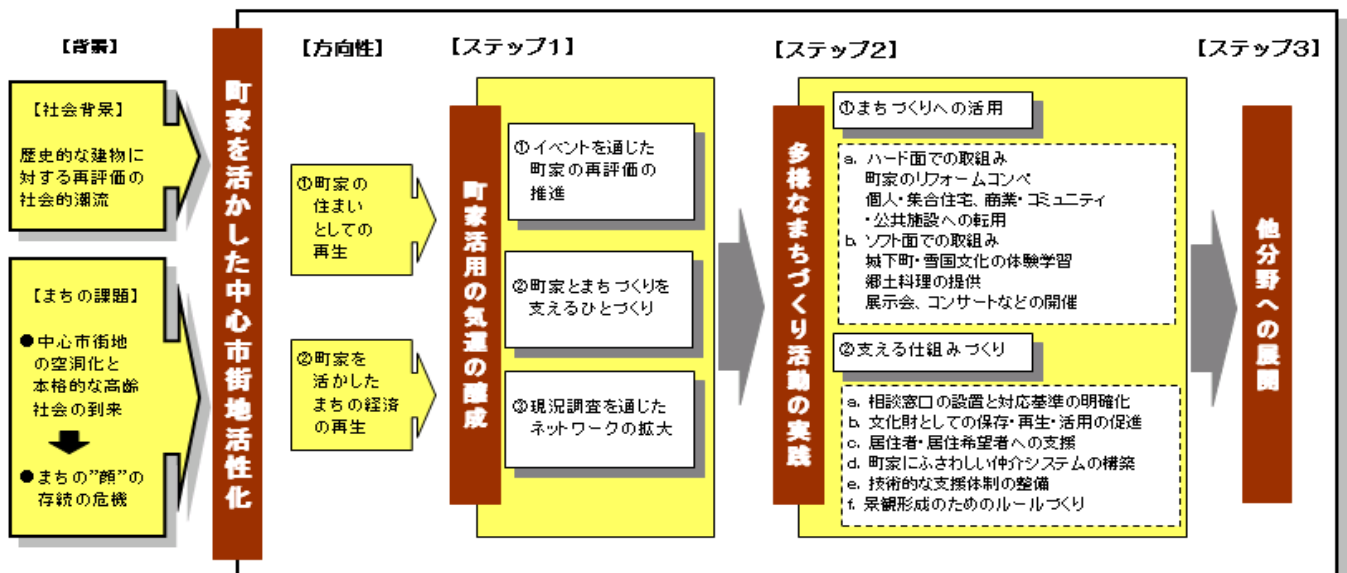 【背景】
【社会背景】
歴史的な建物に
対する再評価の
社会的潮流
【まちの課題】
●中心市街地
の空洞化と
本格的な高齢
社会の到来
●まちの”顔”の
存続の危機
町家を活かした中心市街地活性化
【方向性】
①町家の
住まい
としての
再生
②町家を
活かした
まちの経済
の再生
【ステップ1】
町家活用の気運の醸成
①イベントを通じた
町家の再評価の
推進
②町家とまちづくりを
支えるひとづくり
③現況調査を通じた
ネットワークの拡大
【ステップ2】
多様なまちづくり活動の実践
①まちづくりへの活用
a. ハード面での取組み
町家のリフォームコンペ
個人・集合住宅、商業・コミュニティ
・公共施設への転用
b. ソフト面での取組み
城下町・雪国文化の体験学習
郷土料理の提供
展示会、コンサートなどの開催
②支える仕組みづくり
a. 相談窓口の設置と対応基準の明確化
b. 文化財としての保存・再生・活用の促進
c. 居住者・居住希望者への支援
d. 町家にふさわしい仲介システムの構築
e. 技術的な支援体制の整備
f. 景観形成のためのルールづくり
【ステップ3】
他分野への展開